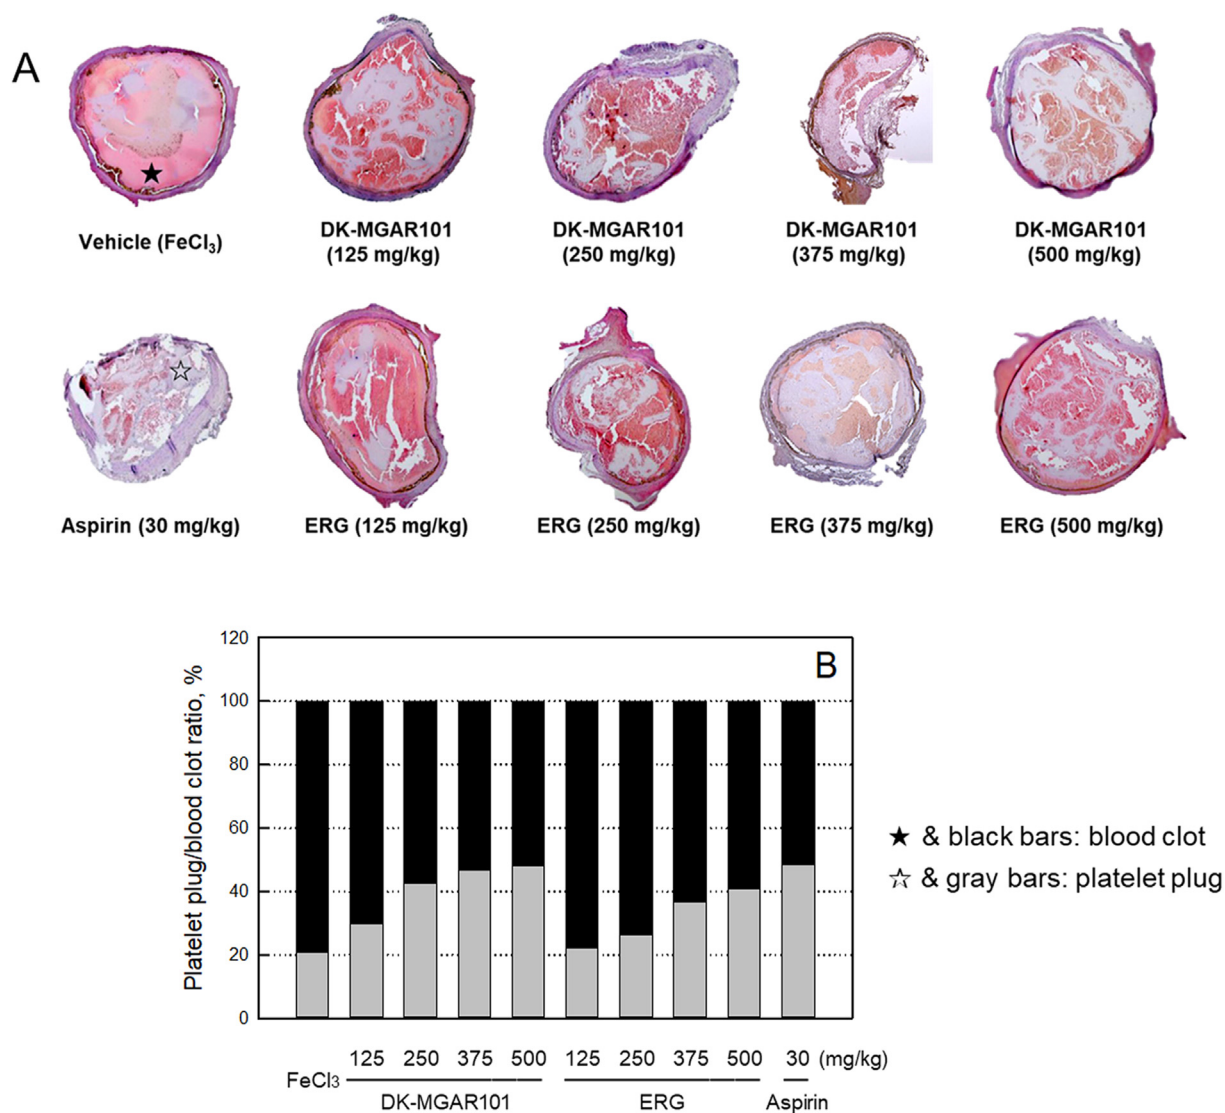 A
Vehicle (FeCl₃)
DK-MGAR101
(125 mg/kg)
DK-MGAR101
(250 mg/kg)
DK-MGAR101
(375 mg/kg)
DK-MGAR101
(500 mg/kg)
Aspirin (30 mg/kg)
ERG (125 mg/kg)
ERG (250 mg/kg)
ERG (375 mg/kg)
ERG (500 mg/kg)
B
Platelet plug/blood clot ratio, %
120
100
80
60
40
20
0
FeCl₃
125 250 375 500 125 250 375 500 30 (mg/kg)
DK-MGAR101 ERG Aspirin
★ & black bars: blood clot
☆ & gray bars: platelet plug